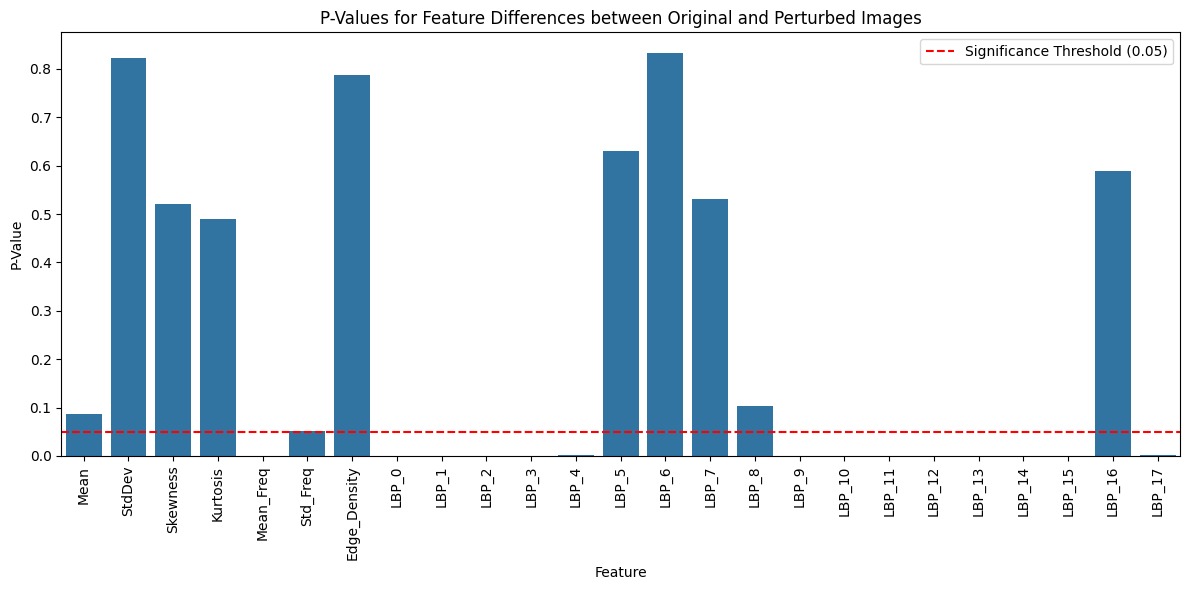 P-Values for Feature Differences between Original and Perturbed Images
Significance Threshold (0.05)
P-Value
0.8
0.7
0.6
0.5
0.4
0.3
0.2
0.1
0.0
Mean
StdDev
Skewness
Kurtosis
Mean_Freq
Std_Freq
Edge_Density
LBP_0
LBP_1
LBP_2
LBP_3
LBP_4
LBP_5
LBP_6
LBP_7
LBP_8
LBP_9
LBP_10
LBP_11
LBP_12
LBP_13
LBP_14
LBP_15
LBP_16
LBP_17
Feature